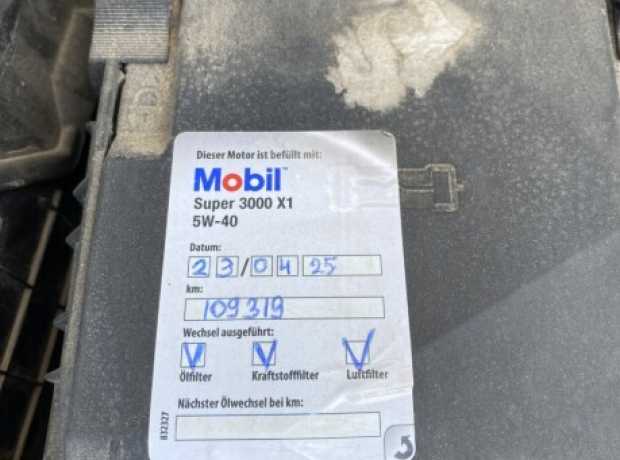 Dieser Motor ist befüllt mit:
Mobil™
Super 3000 X1
5W-40
Datum:
23/04 25
km:
109319
Wechsel ausgeführt:
Ölfilter Kraftstofffilter Luftfilter
Nächster Ölwechsel bei km:
832327